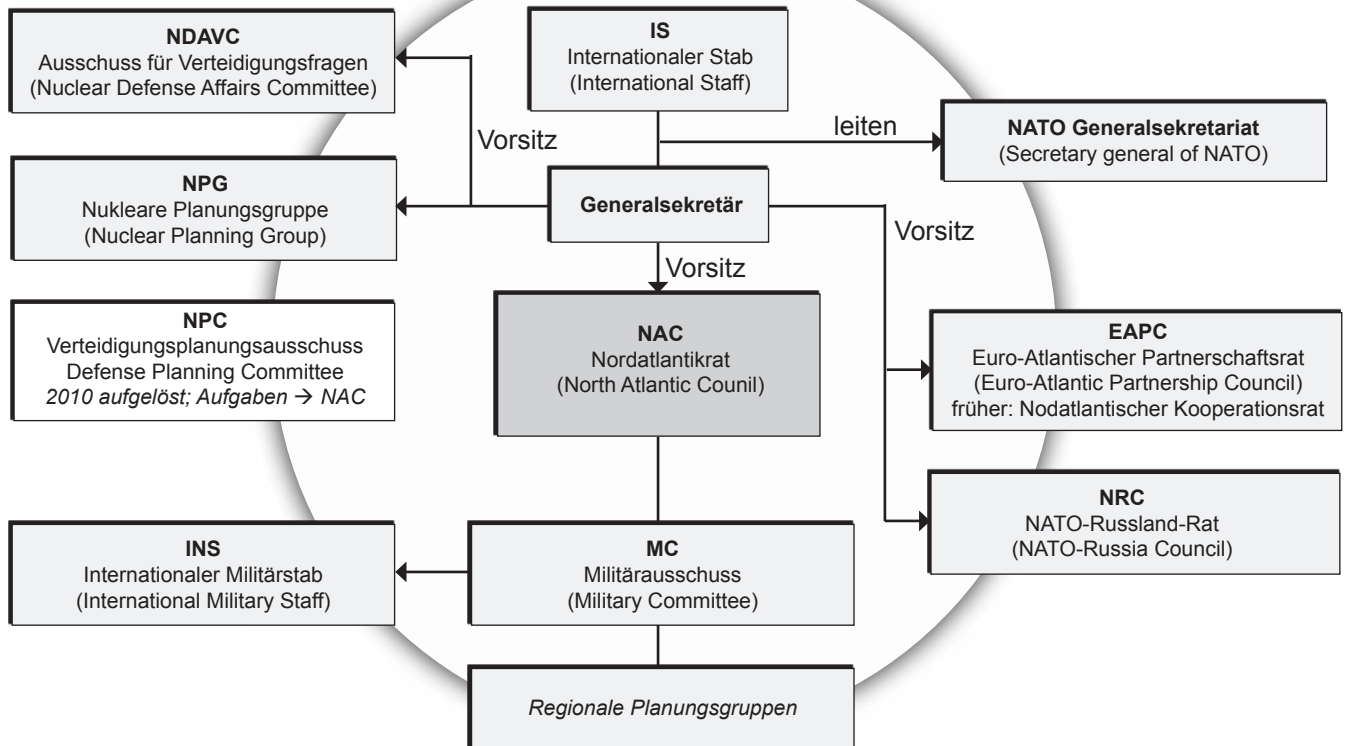 NDAVC
Ausschuss für Verteidigungsfragen
(Nuclear Defense Affairs Committee)
IS
Internationaler Stab
(International Staff)
Vorsitz
leiten
NATO Generalsekretariat
(Secretary general of NATO)
NPG
Nukleare Planungsgruppe
(Nuclear Planning Group)
Generalsekretär
Vorsitz
Vorsitz
NPC
Verteidigungsplanungsausschuss
Defense Planning Committee
2010 aufgelöst; Aufgaben → NAC
NAC
Nordatlantikrat
(North Atlantic Counil)
EAPC
Euro-Atlantischer Partnerschaftsrat
(Euro-Atlantic Partnership Council)
früher: Nodatlantischer Kooperationsrat
NRC
NATO-Russland-Rat
(NATO-Russia Council)
INS
Internationaler Militärstab
(International Military Staff)
MC
Militärausschuss
(Military Committee)
Regionale Planungsgruppen